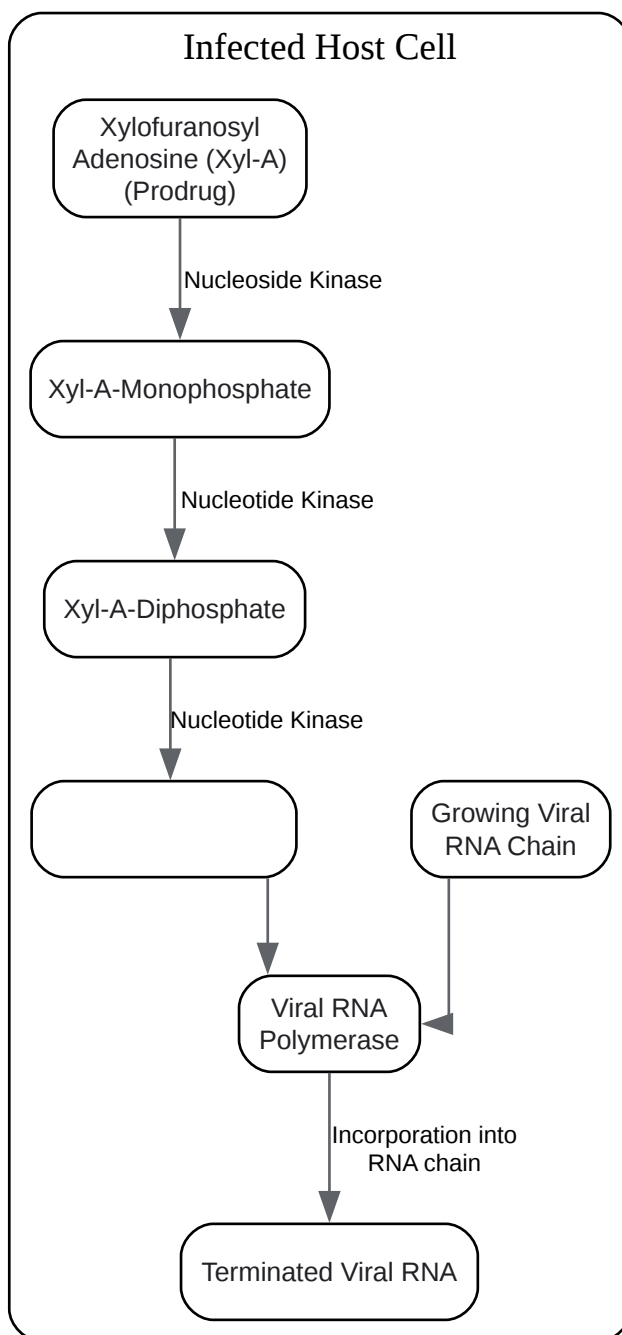 Infected Host Cell
Xylofuranosyl
Adenosine (Xyl-A)
(Prodrug)
Nucleoside Kinase
Xyl-A-Monophosphate
Nucleotide Kinase
Xyl-A-Diphosphate
Nucleotide Kinase
Growing Viral
RNA Chain
Viral RNA
Polymerase
Incorporation into
RNA chain
Terminated Viral RNA